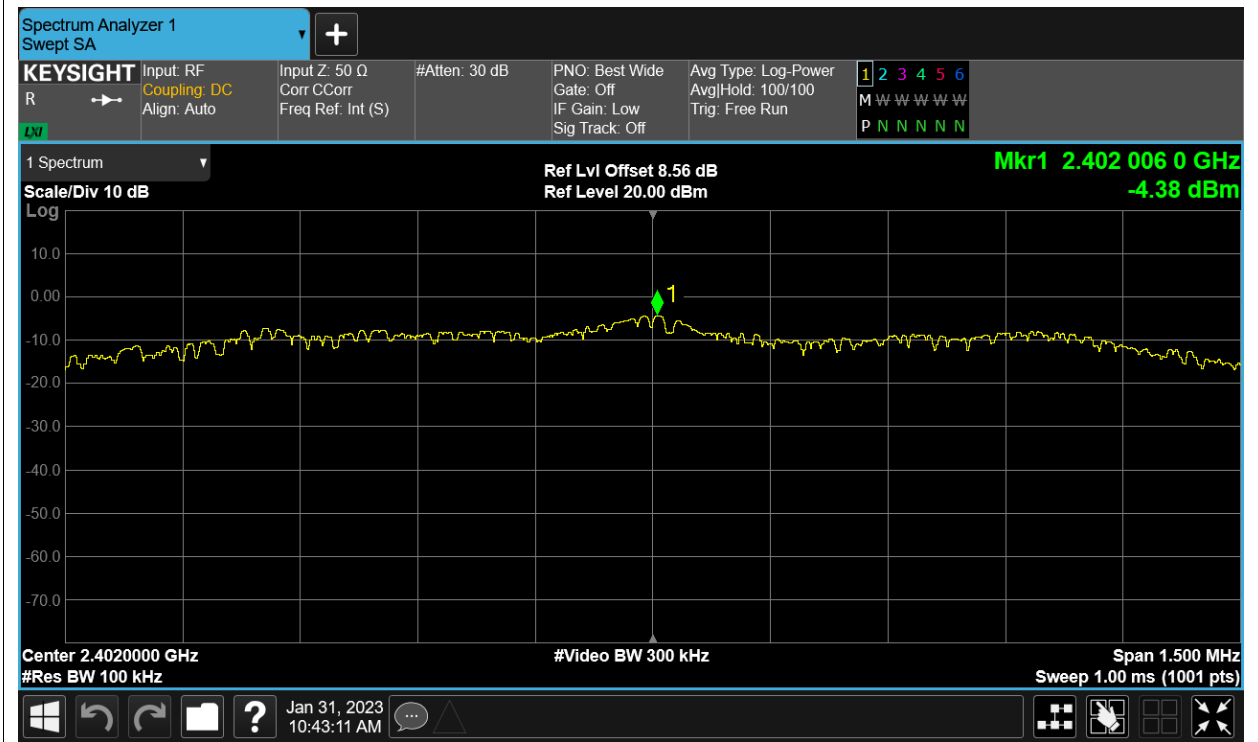 Spectrum Analyzer 1
Swept SA
KEYSIGHT
R
LXI
Input: RF
Coupling: DC
Align: Auto
Input Z: 50 Ω
Corr CCorr
Freq Ref: Int (S)
#Atten: 30 dB
PNO: Best Wide
Gate: Off
IF Gain: Low
Sig Track: Off
Avg Type: Log-Power
Avg|Hold: 100/100
Trig: Free Run
1 2 3 4 5 6
M W W W W W
P N N N N N
1 Spectrum
Scale/Div 10 dB
Ref Lvl Offset 8.56 dB
Ref Level 20.00 dBm
Mkr1 2.402 006 0 GHz
-4.38 dBm
Log
10.0
0.00
1
-10.0
-20.0
-30.0
-40.0
-50.0
-60.0
-70.0
Center 2.4020000 GHz
#Res BW 100 kHz
#Video BW 300 kHz
Span 1.500 MHz
Sweep 1.00 ms (1001 pts)
?
Jan 31, 2023
10:43:11 AM